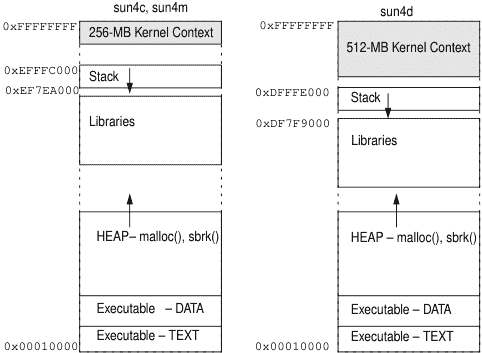 sun4c, sun4m
0xFFFFFFFF
256-MB Kernel Context
0xEFFFC000
Stack
0xEF7EA000
Libraries
HEAP– malloc(), sbrk()
Executable – DATA
Executable – TEXT
0x00010000
sun4d
0xFFFFFFFF
512-MB Kernel Context
0xDFFFE000
Stack
0xDF7F9000
Libraries
HEAP– malloc(), sbrk()
Executable – DATA
Executable – TEXT
0x00010000